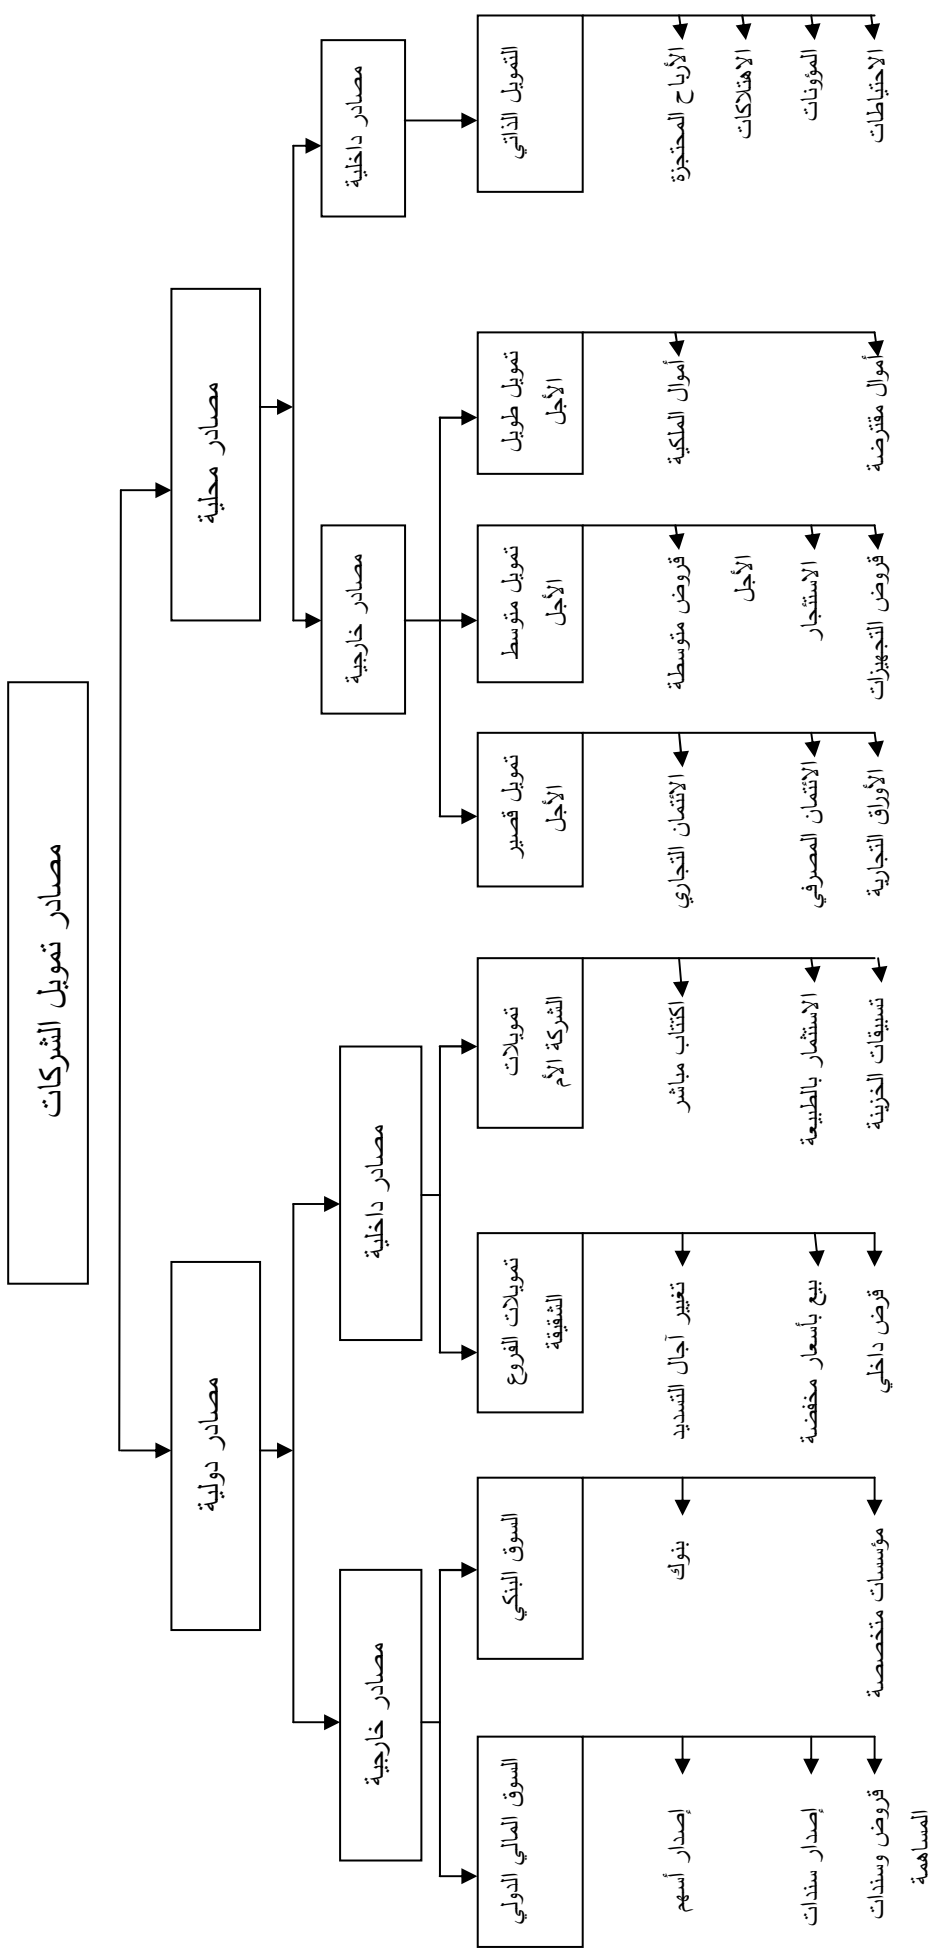 مصادر تمويل الشركات
مصادر محلية
مصادر دولية
مصادر داخلية
مصادر خارجية
مصادر داخلية
مصادر خارجية
التمويل الذاتي
تمويل طويل
الأجل
تمويل متوسط
الأجل
تمويل قصير
الأجل
تمويلات
الشركة الأم
تمويلات الفروع
الشقيقة
السوق البنكي
السوق المالي الدولي
الأرباح المحتجزة
الاهتلاكات
المؤونات
الاحتياطات
أموال الملكية
أموال مقترضة
قروض متوسطة
الأجل
الاستئجار
قروض التجهيزات
الائتمان التجاري
الائتمان المصرفي
الأوراق التجارية
اكتتاب مباشر
الاستثمار بالطبيعة
تسبيقات الخزينة
تغيير آجال التسديد
بيع بأسعار مخفضة
قرض داخلي
بنوك
مؤسسات متخصصة
إصدار أسهم
إصدار سندات
قروض وسندات
المساهمة